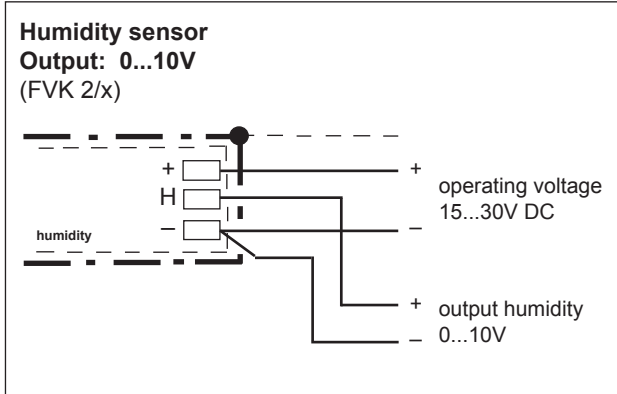 Humidity sensor
Output: 0...10V
(FVK 2/x)
+
+
operating voltage
H
15...30V DC
humidity
–
–
+
output humidity
0...10V
–